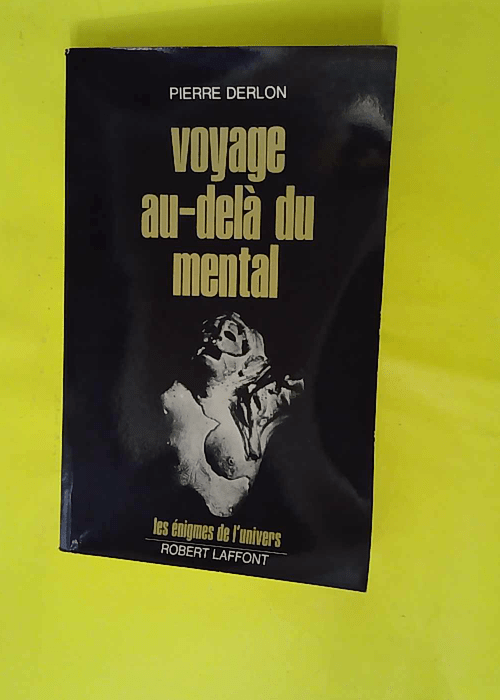 PIERRE DERLON
voyage
au-delà du
mental
les énigmes de l'univers
ROBERT LAFFONT